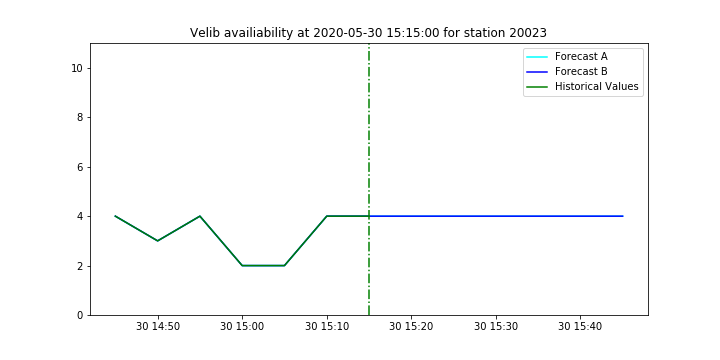 Velib availiability at 2020-05-30 15:15:00 for station 20023
Forecast A
Forecast B
Historical Values
10
8
6
4
2
0
30 14:50 30 15:00 30 15:10 30 15:20 30 15:30 30 15:40